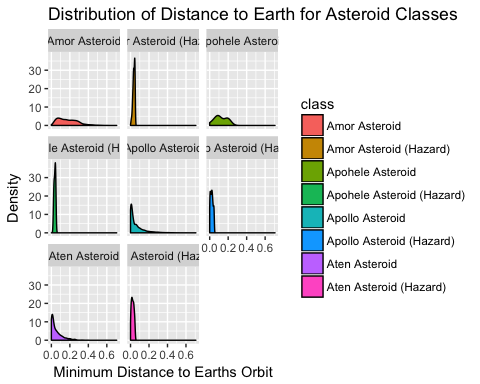 Distribution of Distance to Earth for Asteroid Classes
Amor Asteroid
r Asteroid (Haz
pohele Astero
le Asteroid (H
Apollo Asteroid
o Asteroid (Ha
Aten Asteroid
Asteroid (Haz
30
20
10
0
30
20
10
0
30
20
10
0
0.0 0.2 0.4 0.6
0.0 0.2 0.4 0.6
0.0 0.2 0.4 0.6
Density
Minimum Distance to Earths Orbit
class
Amor Asteroid
Amor Asteroid (Hazard)
Apohele Asteroid
Apohele Asteroid (Hazard)
Apollo Asteroid
Apollo Asteroid (Hazard)
Aten Asteroid
Aten Asteroid (Hazard)